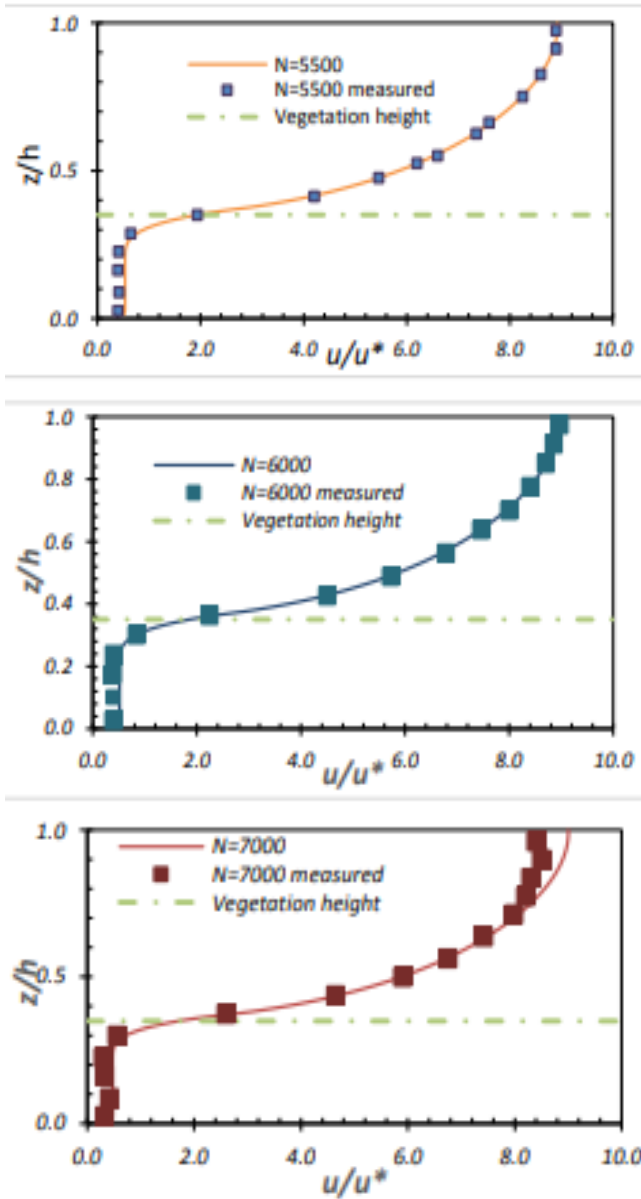 1.0
N=5500
N=5500 measured
Vegetation height
z/h
0.5
0.0
0.0 2.0 4.0 6.0 8.0 10.0
u/u*
1.0
N=6000
N=6000 measured
Vegetation height
0.8
0.6
z/h
0.4
0.2
0.0
0.0 2.0 4.0 6.0 8.0 10.0
u/u*
1.0
N=7000
N=7000 measured
Vegetation height
z/h
0.5
0.0
0.0 2.0 4.0 6.0 8.0 10.0
u/u*